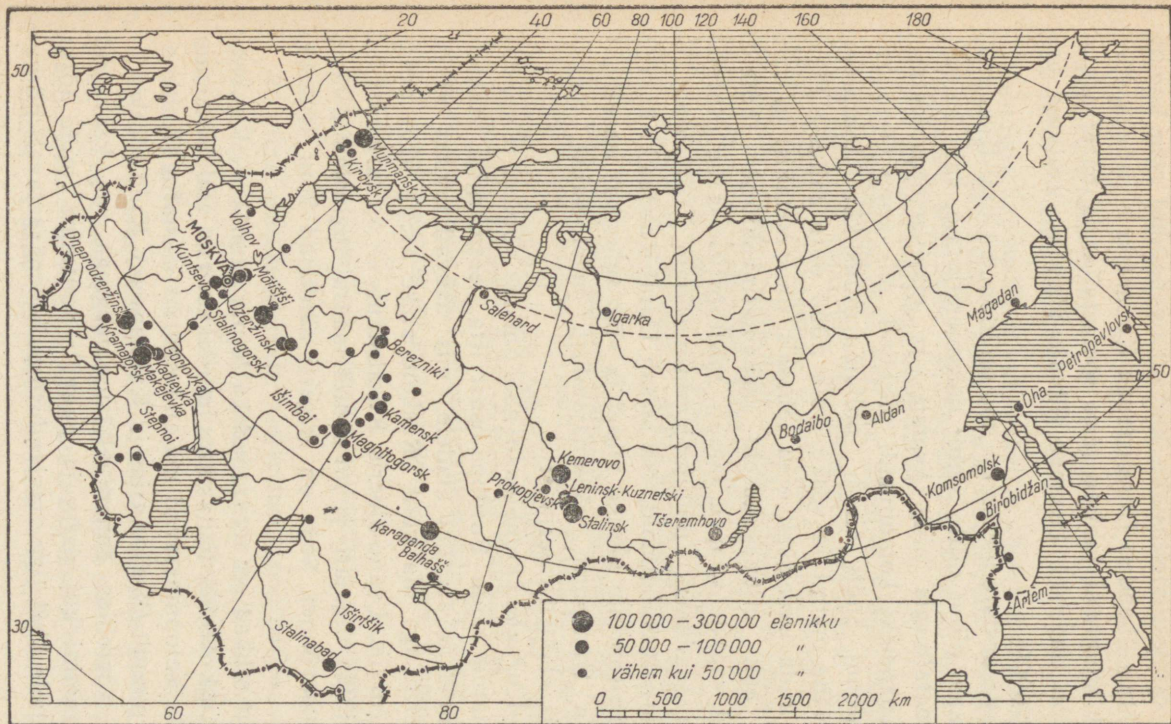 20 40 60 80 100 120 140 160 180
50
Murmansk
Kirovsk
Volhov
MOSKVA
Kuntsevo
Mõtištši
Dneprodzeržinsk
Stalinogorsk
Dzeržinsk
Salehard
Igarka
Magadan
Petropavlovsk
Kramatorsk
Gorlovka
Kadijevka
Makejevka
Berezniki
50
Oha
Išimbai
Kamensk
Stepnoi
Magnitogorsk
Bodaibo
Aldan
Kemerovo
Prokopjevsk
Leninsk-Kuznetski
Stalinsk
Tšeremhovo
Komsomolsk
Birobidžan
Karaganda
Balhašš
Artem
Tširtšik
Stalinabad
30
100 000 – 300 000 elanikku
50 000 – 100 000 "
vähem kui 50 000 "
0 500 1000 1500 2000 km
60 80